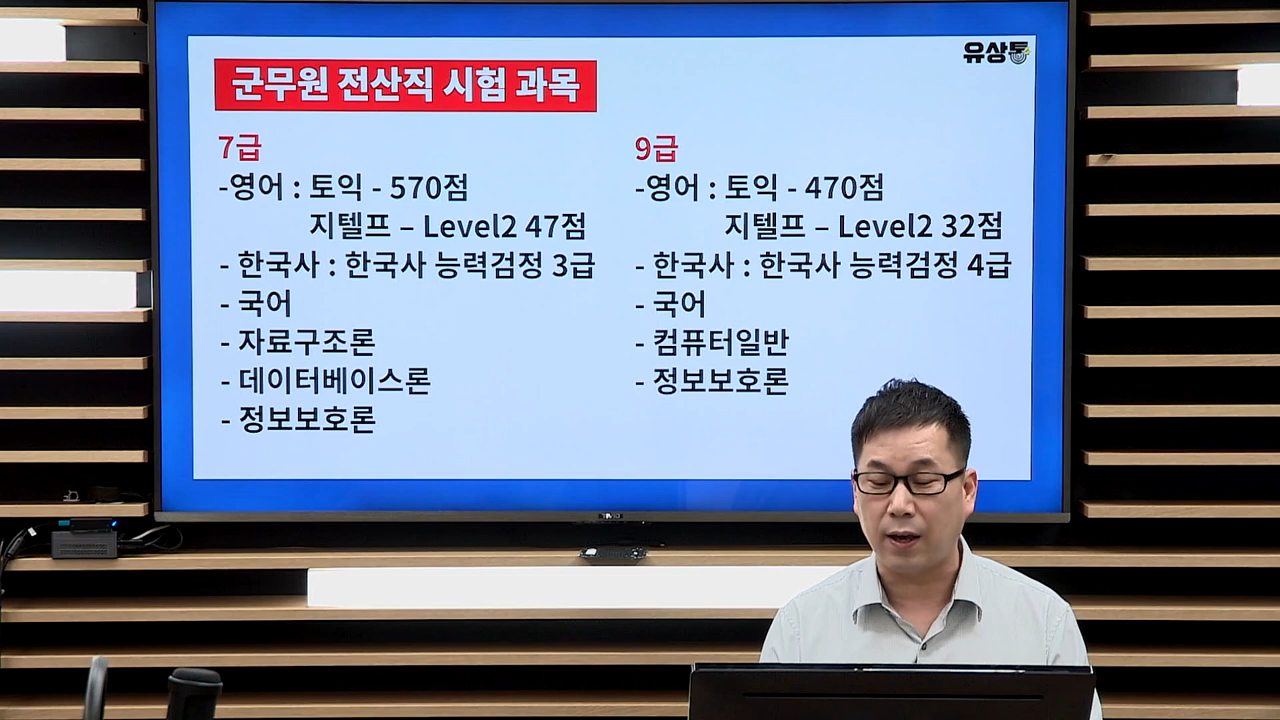 유상통
군무원 전산직 시험 과목
7급
-영어 : 토익 - 570점
지텔프 – Level2 47점
- 한국사 : 한국사 능력검정 3급
- 국어
- 자료구조론
- 데이터베이스론
- 정보보호론
9급
-영어 : 토익 - 470점
지텔프 – Level2 32점
- 한국사 : 한국사 능력검정 4급
- 국어
- 컴퓨터일반
- 정보보호론